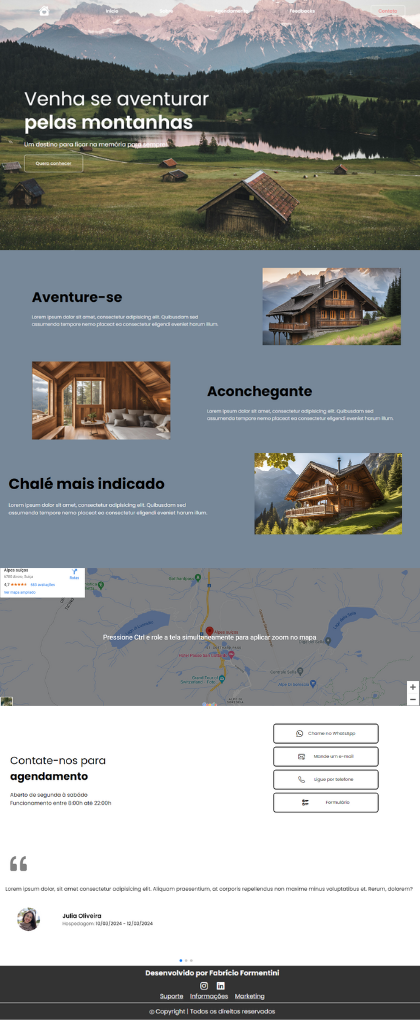 Início
Feedbacks
Contato
Venha se aventurar
pelas montanhas
Um destino para ficar na memória para sempre.
Quero conhecer
Aventure-se
Lorem ipsum dolor sit amet, consectetur adipisicing elit. Quibusdam sed
assumenda tempore nemo placeat ea consectetur eligendi eveniet harum illum.
Aconchegante
Lorem ipsum dolor sit amet, consectetur adipisicing elit. Quibusdam sed
assumenda tempore nemo placeat ea consectetur eligendi eveniet harum illum.
Chalé mais indicado
Lorem ipsum dolor sit amet, consectetur adipisicing elit. Quibusdam sed
assumenda tempore nemo placeat ea consectetur eligendi eveniet harum illum.
Alpes suíços
Rotas
4,7
Ver mapa ampliado
Alpes suíços
Pressione Ctrl e role a tela simultaneamente para aplicar zoom no mapa
Contate-nos para
agendamento
Aberto de segunda à sábado
Funcionamento entre 8:00h até 22:00h
Chame no WhatsApp
Mande um e-mail
Ligue por telefone
Formulário
Lorem ipsum dolor, sit amet consectetur adipisicing elit. Aliquam praesentium, at corporis repellendus non maxime minus voluptatibus et. Rerum, dolorem?
Julia Oliveira
Hospedagem: 10/02/2024 - 12/02/2024
Desenvolvido por Fabricio Formentini
Suporte Informações Marketing
© Copyright | Todos os direitos reservados